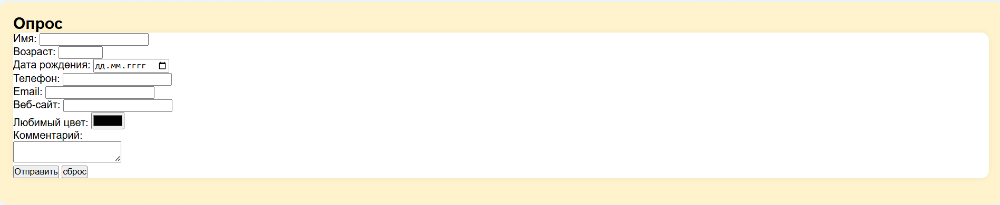 Опрос
Имя:
Возраст:
Дата рождения: дд.мм.гггг
Телефон:
Email:
Веб-сайт:
Любимый цвет:
Комментарий:
Отправить сброс